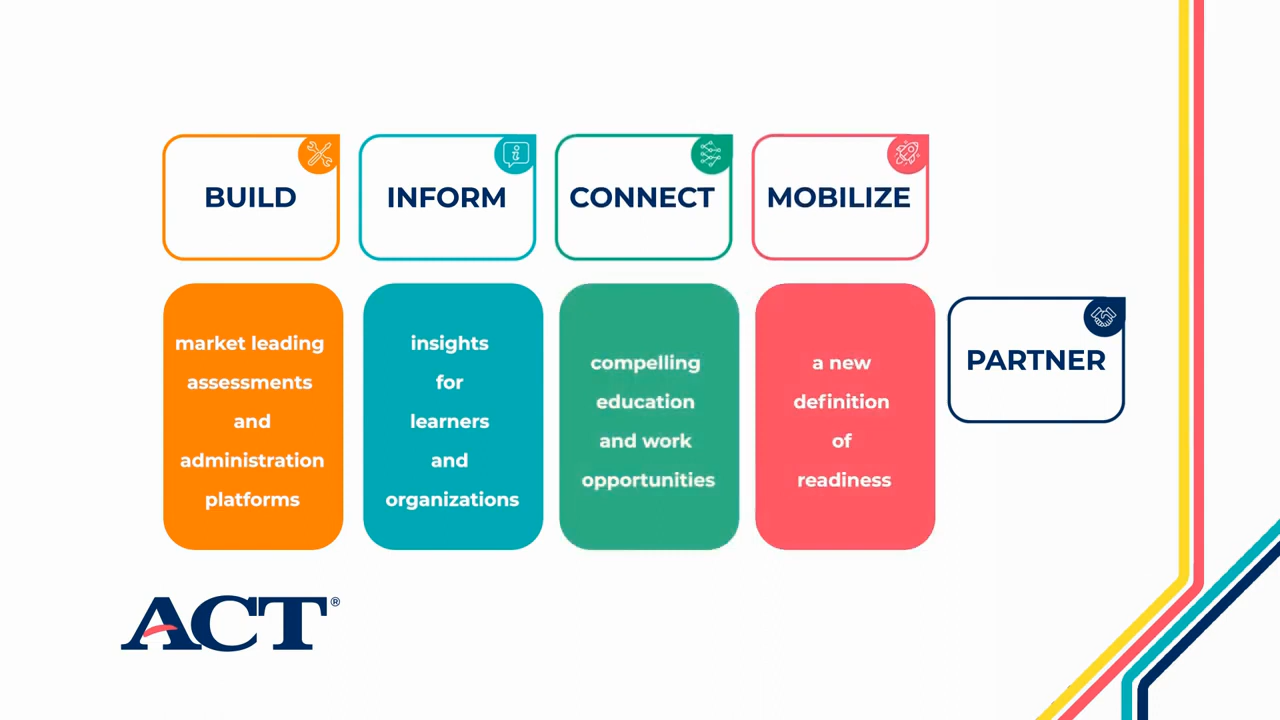 BUILD
INFORM
CONNECT
MOBILIZE
market leading
assessments
and
administration
platforms
insights
for
learners
and
organizations
compelling
education
and work
opportunities
a new
definition
of
readiness
PARTNER
ACT®